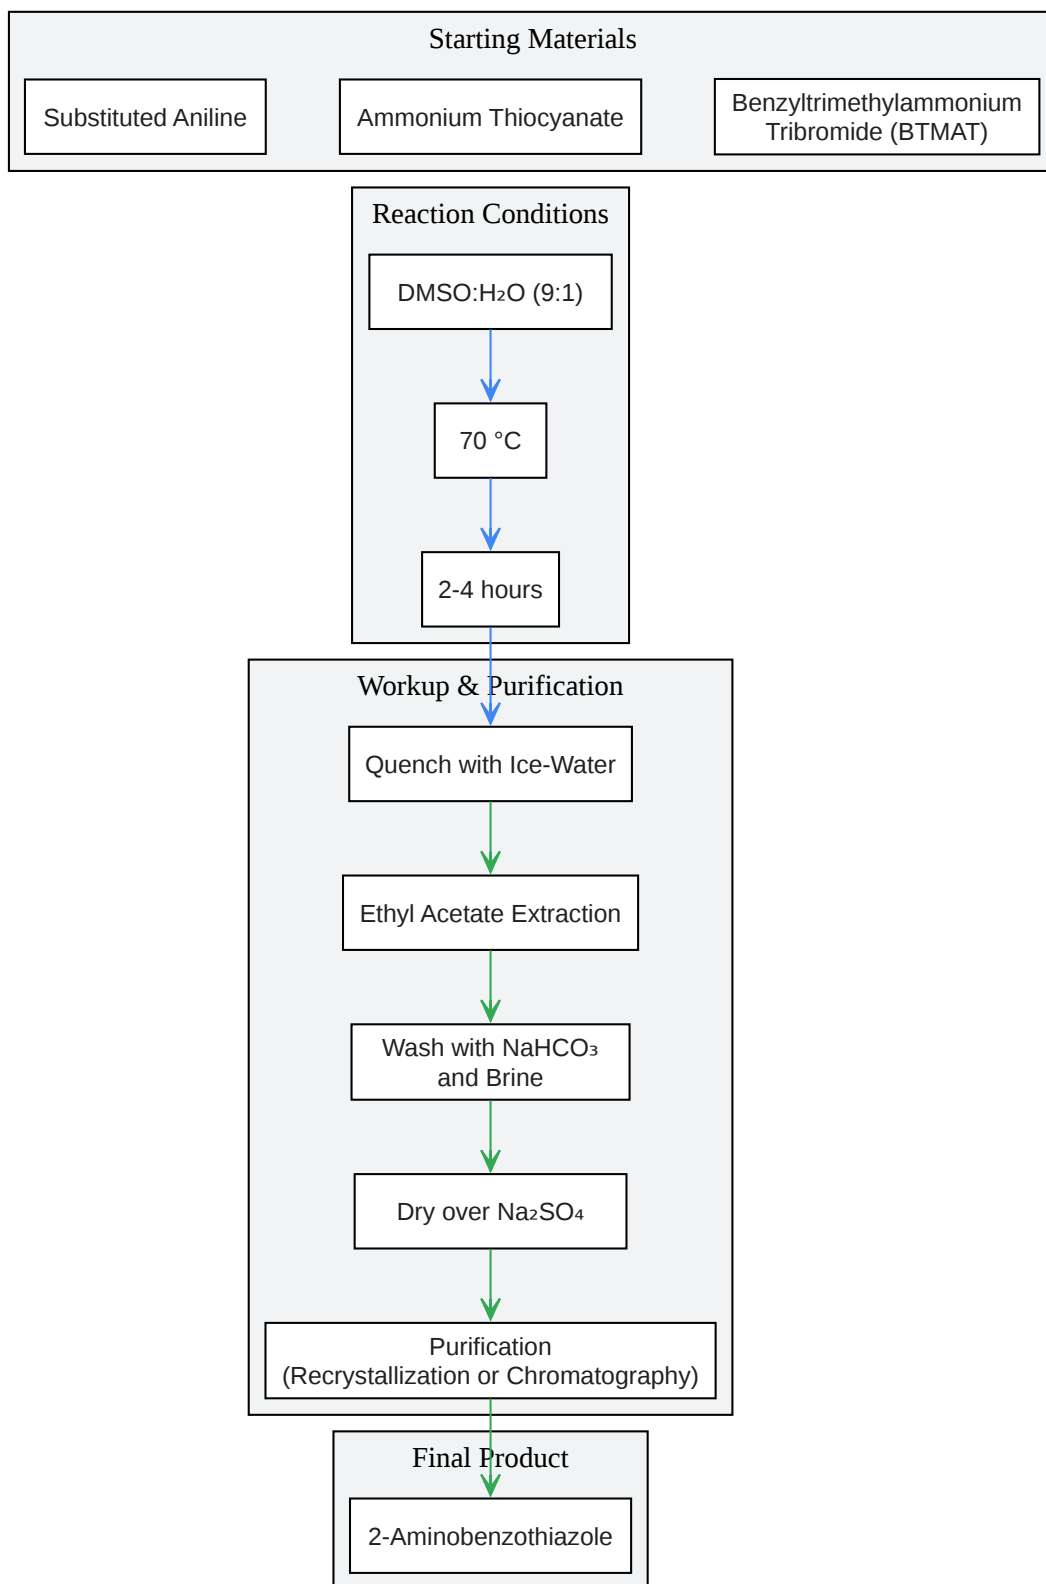 Starting Materials
Substituted Aniline
Ammonium Thiocyanate
Benzyltrimethylammonium
Tribromide (BTMAT)
Reaction Conditions
DMSO:H₂O (9:1)
70 °C
2-4 hours
Workup & Purification
Quench with Ice-Water
Ethyl Acetate Extraction
Wash with NaHCO₃
and Brine
Dry over Na₂SO₄
Purification
(Recrystallization or Chromatography)
Final Product
2-Aminobenzothiazole